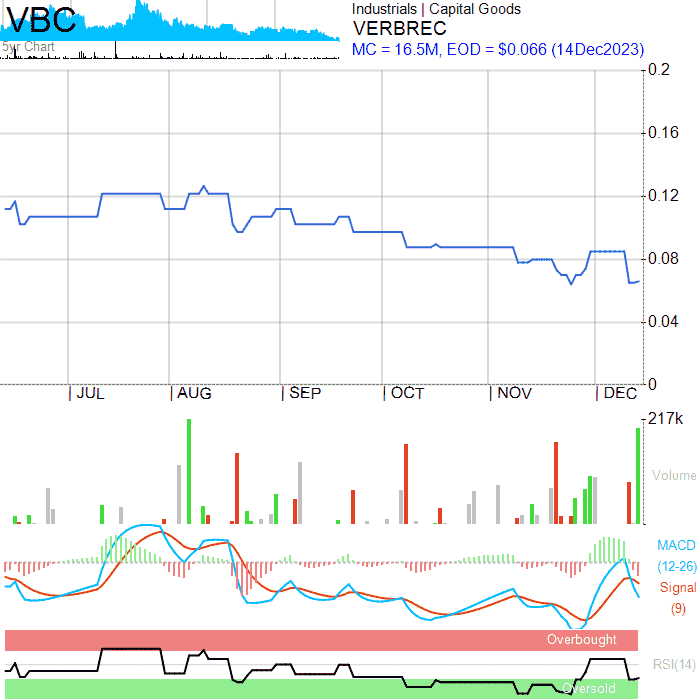 VBC
5yr Chart
Industrials | Capital Goods
VERBREC
MC = 16.5M, EOD = $0.066 (14Dec2023)
0.2
0.16
0.12
0.08
0.04
0
JUL AUG SEP OCT NOV DEC
217k
Volume
MACD
(12-26)
Signal
(9)
Overbought
RSI(14)
Oversold